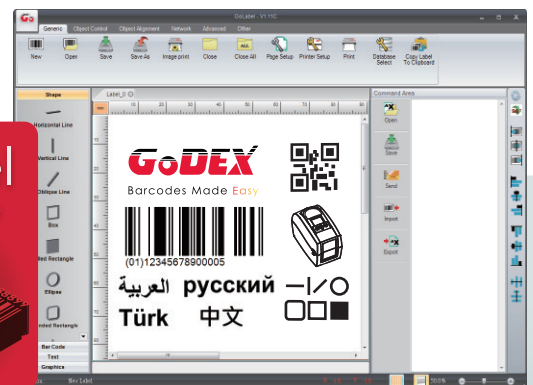 Go
GoLabel - V1.11C
Generic Object Control Object Alignment Network Advanced Other
New Open Save Save As Image print Close Close All Page Setup Printer Setup Print Database Select Copy Label To Clipboard
Shape
Label_0
Command Area
Horizontal Line
Vertical Line
Oblique Line
Box
Rectangle
Ellipse
Rectangle
Bar Code
Text
Graphics
Open
Save
Send
Import
Export
GoDEX
Barcodes Made Easy
(01)12345678900005
العربية русский
Türk 中文
New Label